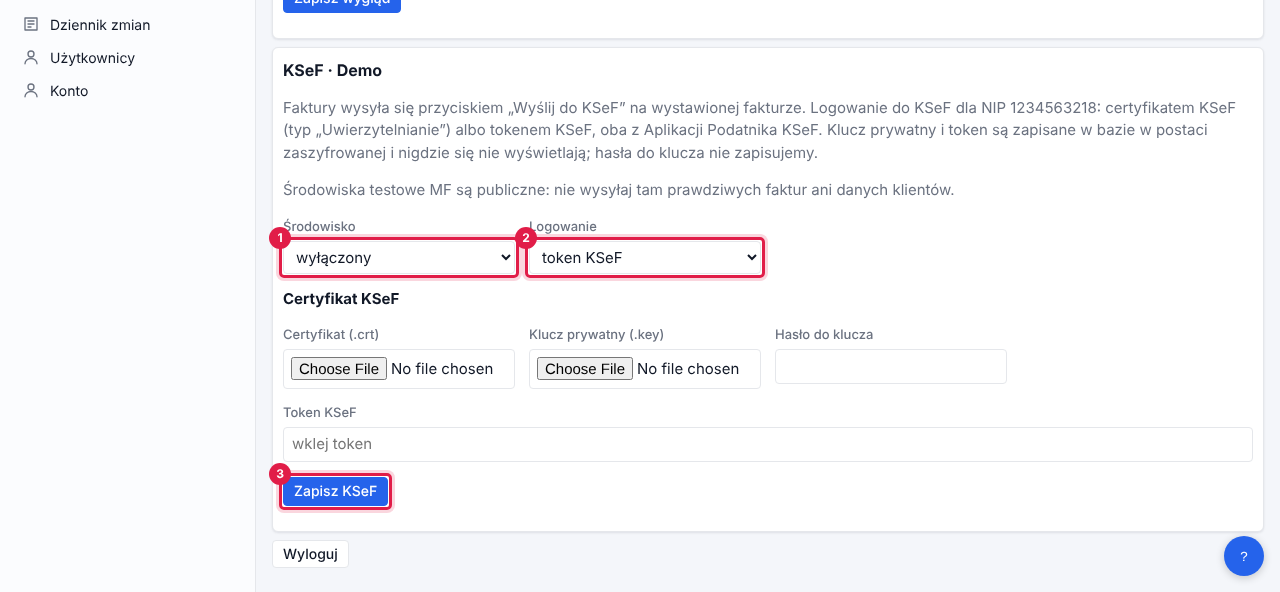 Zapisz wygląd
Dziennik zmian
Użytkownicy
Konto
KSeF · Demo
Faktury wysyła się przyciskiem „Wyślij do KSeF” na wystawionej fakturze. Logowanie do KSeF dla NIP 1234563218: certyfikatem KSeF
(typ „Uwierzytelnianie”) albo tokenem KSeF, oba z Aplikacji Podatnika KSeF. Klucz prywatny i token są zapisane w bazie w postaci
zaszyfrowanej i nigdzie się nie wyświetlają; hasła do klucza nie zapisujemy.
Środowiska testowe MF są publiczne: nie wysyłaj tam prawdziwych faktur ani danych klientów.
Środowisko Logowanie
1 wyłączony 2 token KSeF
Certyfikat KSeF
Certyfikat (.crt) Klucz prywatny (.key) Hasło do klucza
Choose File No file chosen Choose File No file chosen
Token KSeF
wklej token
3 Zapisz KSeF
Wyloguj
?